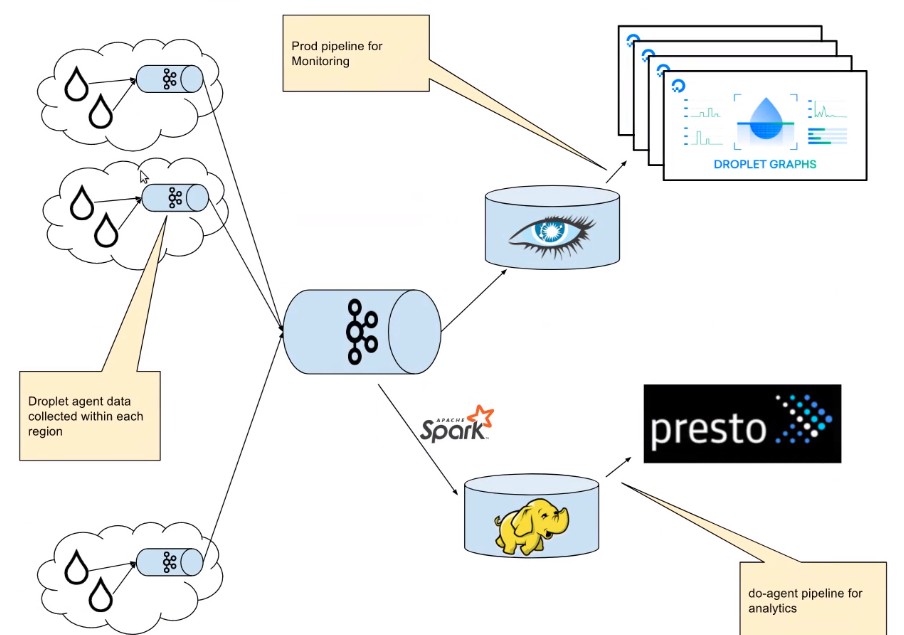 Prod pipeline for
Monitoring
DROPLET GRAPHS
Droplet agent data
collected within each
region
APACHE
Spark
presto
do-agent pipeline for
analytics